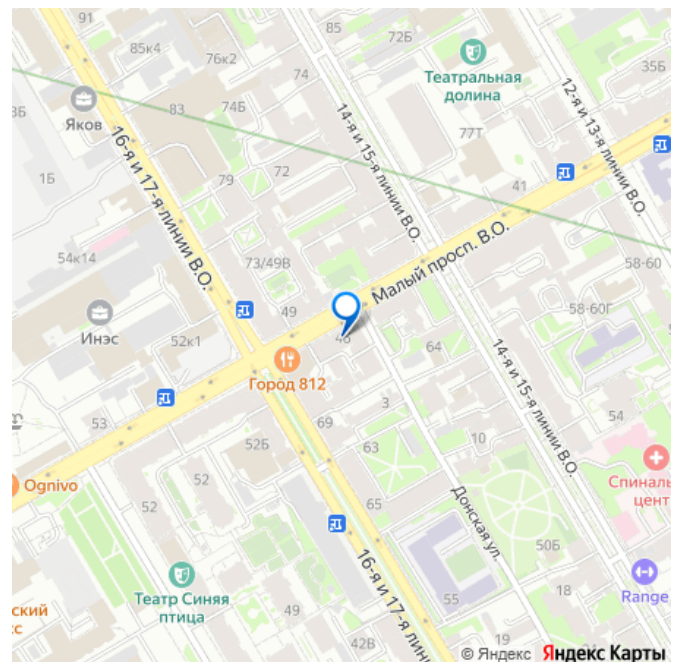 85
72Б
85к4
76к2
Театральная
долина
35Б
Яков
74
83
74Б
14-я и 15-я линии В.О.
12-я и 13-я линии В.О.
77Т
16-я и 17-я линии В.О.
1Б
79
72
41
54к14
73/49В
Малый просп. В.О.
58-60
Инэс
49
58-60Г
52к1
48
64
Город 812
14-я и 15-я линии В.О.
53
3
69
54
52Б
63
10
Ognivo
52
52
65
Донская ул.
50Б
16-я и 17-я лини
Театр Синяя
птица
49
55
18
Range
42В
19
© Яндекс
Яндекс Карты